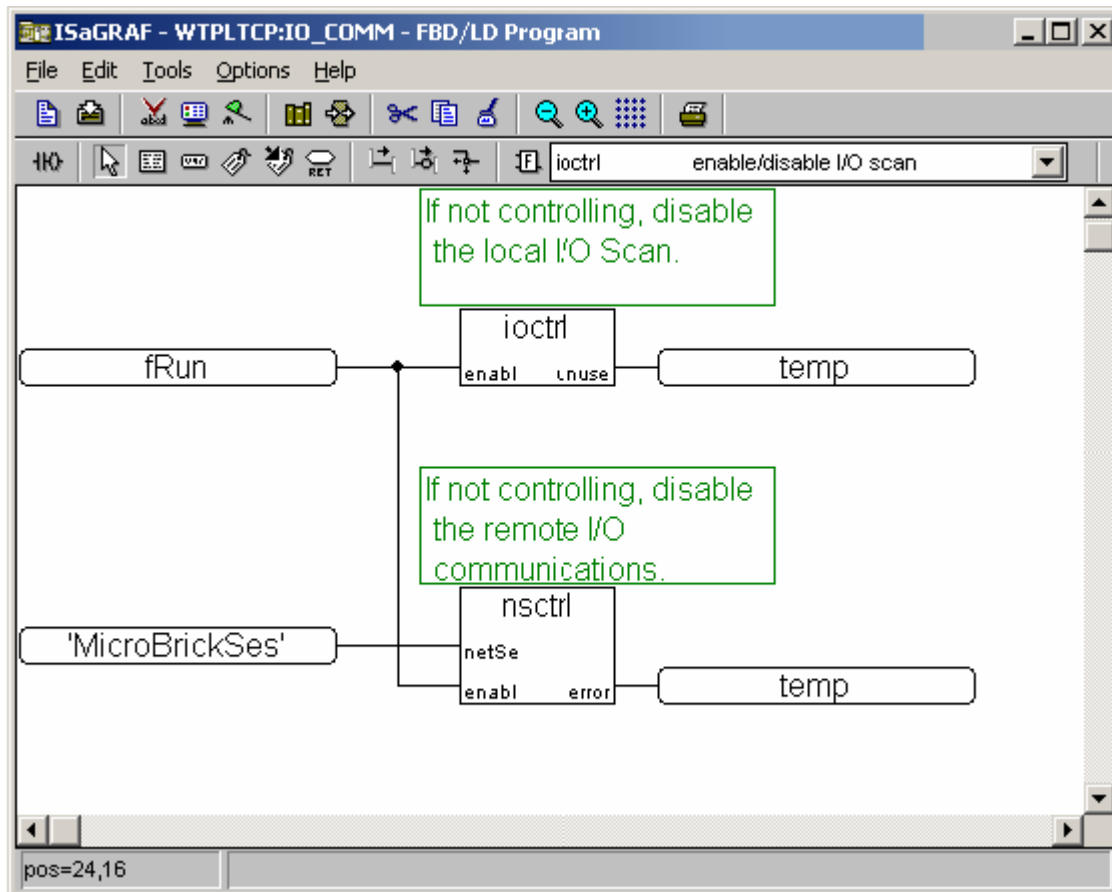 ISaGRAF - WTPLTCP:IO_COMM - FBD/LD Program
File Edit Tools Options Help
RET
ioctrl enable/disable I/O scan
If not controlling, disable
the local I/O Scan.
ioctrl
fRun
enabl unuse
temp
If not controlling, disable
the remote I/O
communications.
nsctrl
'MicroBrickSes'
netSe
enabl error
temp
pos=24,16